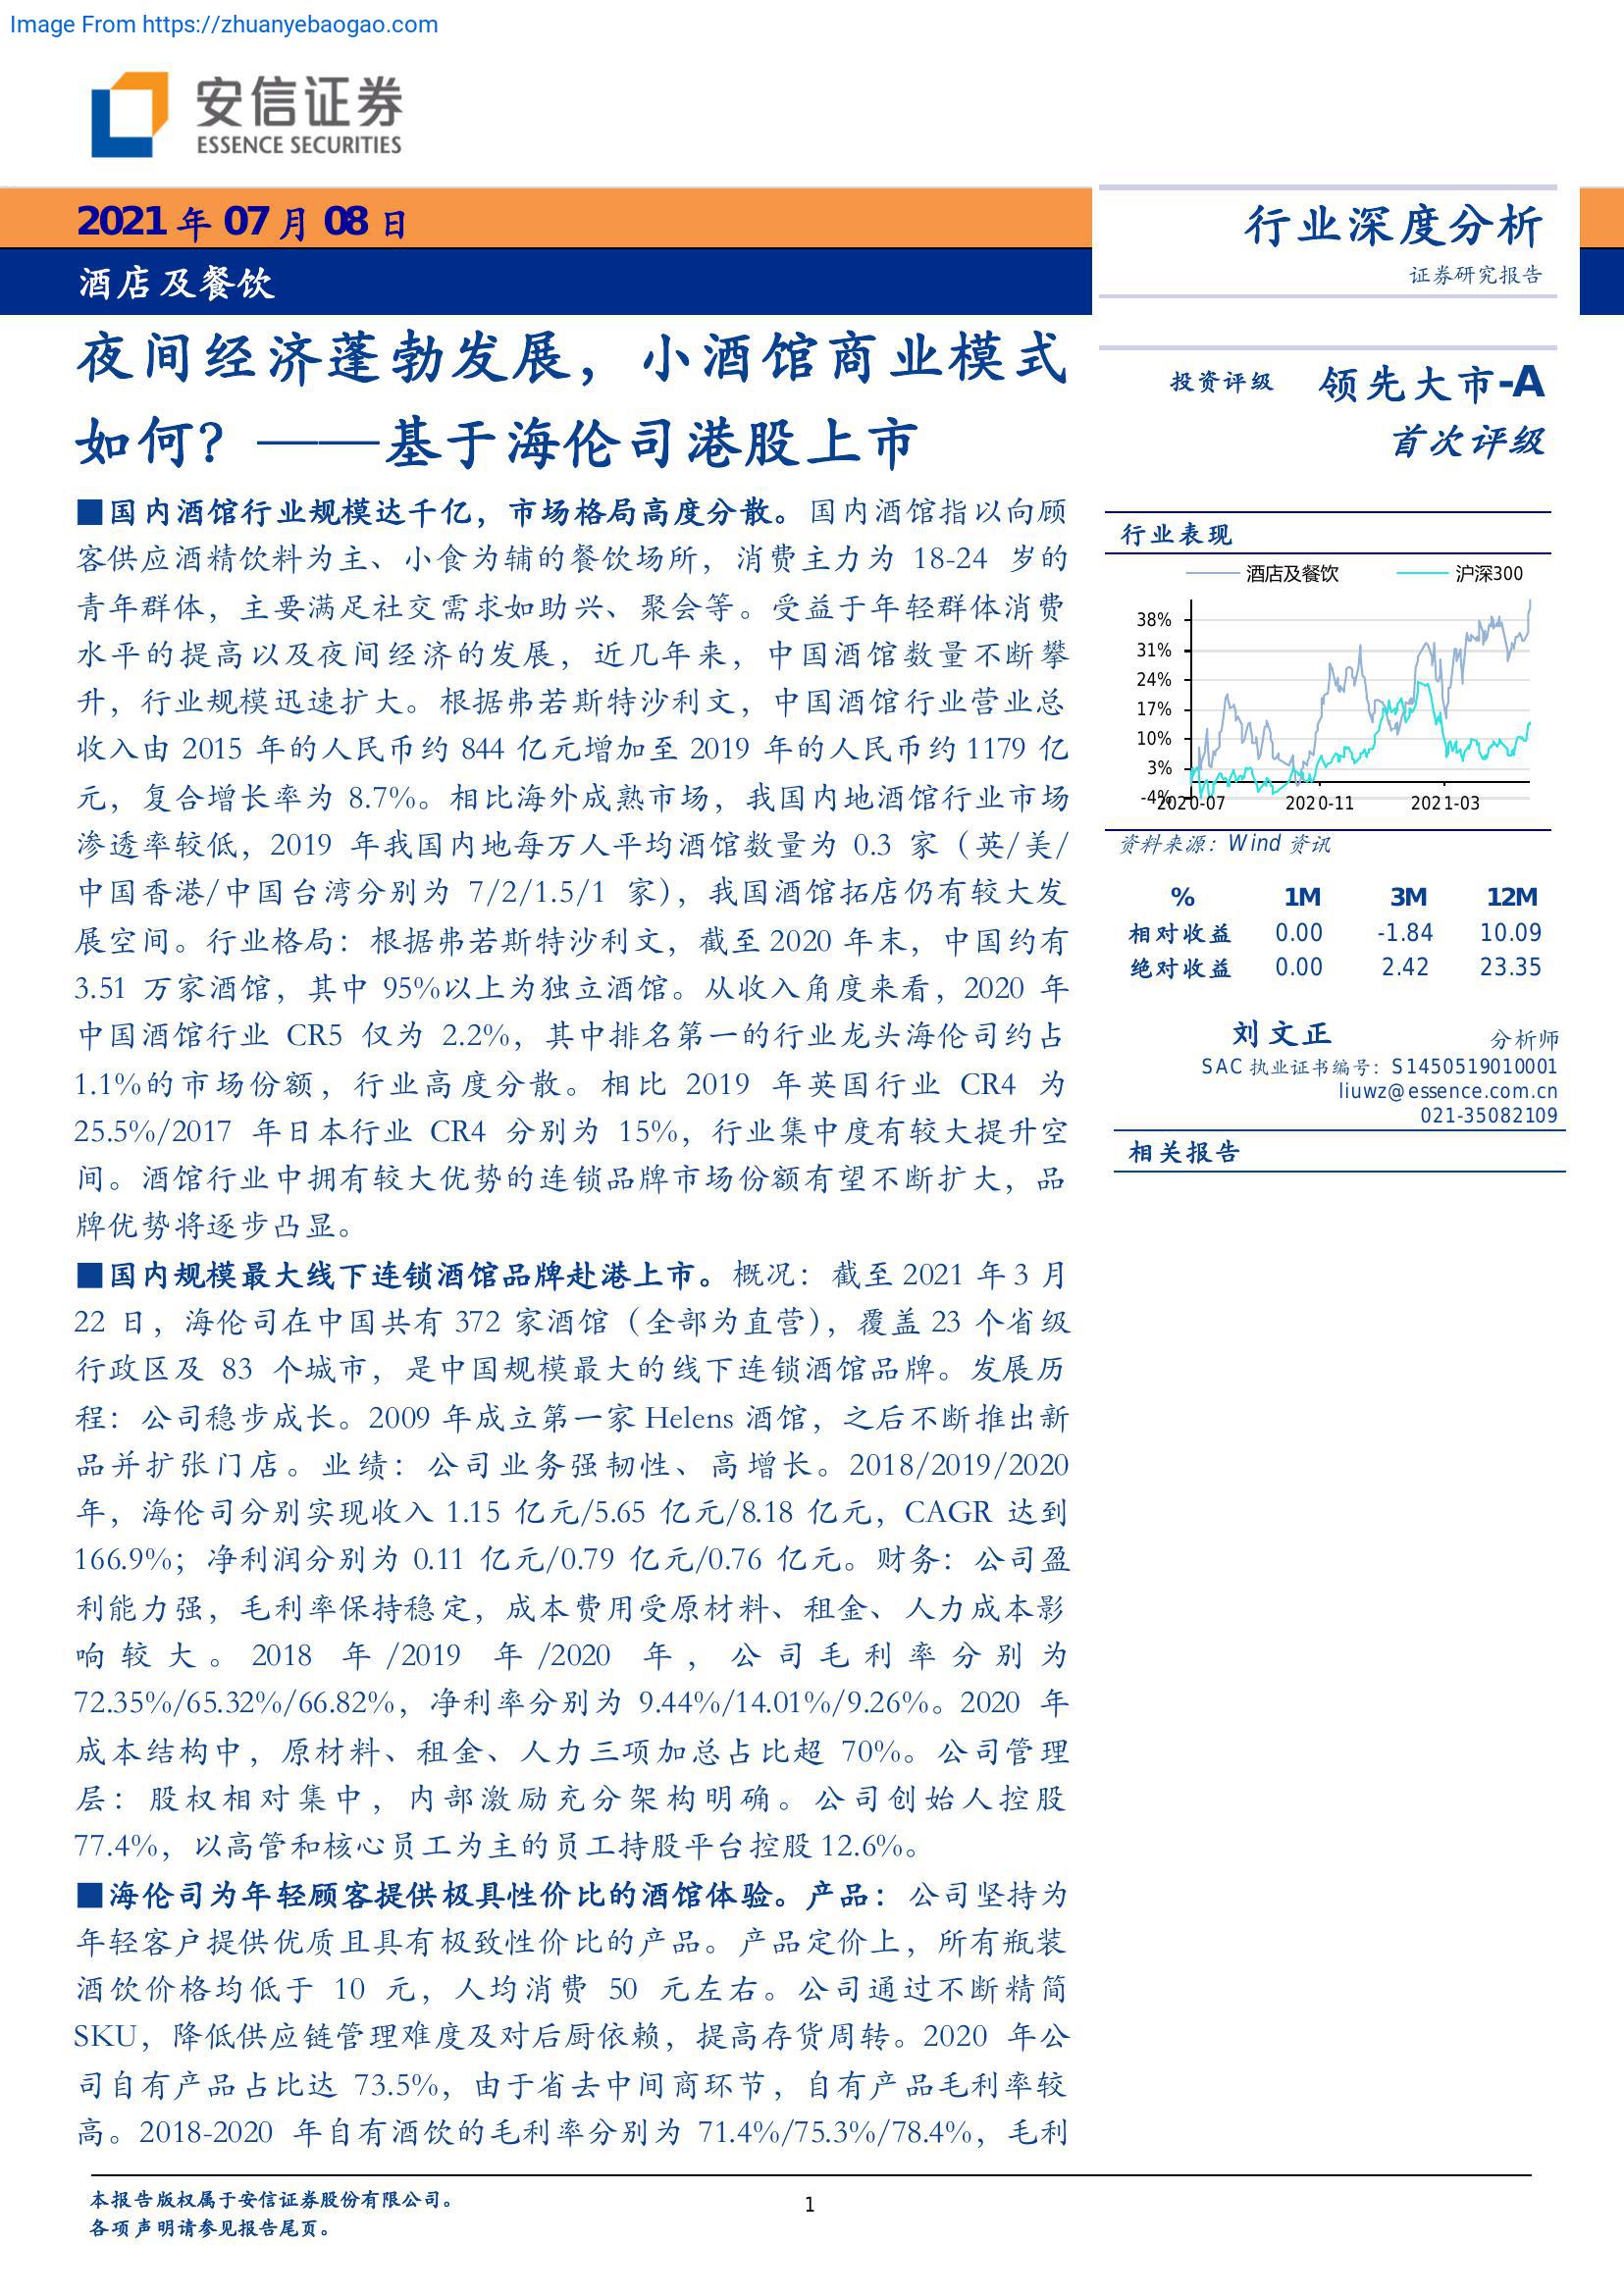 Image From https://zhuanyebaogao.com
安信证券
ESSENCE SECURITIES
2021 年 07 月 08 日
酒店及餐饮
行业深度分析
证券研究报告
夜间经济蓬勃发展，小酒馆商业模式
如何？——基于海伦司港股上市
■国内酒馆行业规模达千亿，市场格局高度分散。国内酒馆指以向顾
客供应酒精饮料为主、小食为辅的餐饮场所，消费主力为 18-24 岁的
青年群体，主要满足社交需求如助兴、聚会等。受益于年轻群体消费
水平的提高以及夜间经济的发展，近几年来，中国酒馆数量不断攀
升，行业规模迅速扩大。根据弗若斯特沙利文，中国酒馆行业营业总
收入由 2015 年的人民币约 844 亿元增加至 2019 年的人民币约 1179 亿
元，复合增长率为 8.7%。相比海外成熟市场，我国内地酒馆行业市场
渗透率较低，2019 年我国内地每万人平均酒馆数量为 0.3 家（英/美/
中国香港/中国台湾分别为 7/2/1.5/1 家），我国酒馆拓店仍有较大发
展空间。行业格局：根据弗若斯特沙利文，截至 2020 年末，中国约有
3.51 万家酒馆，其中 95%以上为独立酒馆。从收入角度来看，2020 年
中国酒馆行业 CR5 仅为 2.2%，其中排名第一的行业龙头海伦司约占
1.1%的市场份额，行业高度分散。相比 2019 年英国行业 CR4 为
25.5%/2017 年日本行业 CR4 分别为 15%，行业集中度有较大提升空
间。酒馆行业中拥有较大优势的连锁品牌市场份额有望不断扩大，品
牌优势将逐步凸显。
■国内规模最大线下连锁酒馆品牌赴港上市。概况：截至 2021 年 3 月
22 日，海伦司在中国共有 372 家酒馆（全部为直营），覆盖 23 个省级
行政区及 83 个城市，是中国规模最大的线下连锁酒馆品牌。发展历
程：公司稳步成长。2009 年成立第一家 Helens 酒馆，之后不断推出新
品并扩张门店。业绩：公司业务强韧性、高增长。2018/2019/2020
年，海伦司分别实现收入 1.15 亿元/5.65 亿元/8.18 亿元，CAGR 达到
166.9%；净利润分别为 0.11 亿元/0.79 亿元/0.76 亿元。财务：公司盈
利能力强，毛利率保持稳定，成本费用受原材料、租金、人力成本影
响较大。2018 年/2019 年/2020 年，公司毛利率分别为
72.35%/65.32%/66.82%，净利率分别为 9.44%/14.01%/9.26%。2020 年
成本结构中，原材料、租金、人力三项加总占比超 70%。公司管理
层：股权相对集中，内部激励充分架构明确。公司创始人控股
77.4%，以高管和核心员工为主的员工持股平台控股 12.6%。
■海伦司为年轻顾客提供极具性价比的酒馆体验。产品：公司坚持为
年轻客户提供优质且具有极致性价比的产品。产品定价上，所有瓶装
酒饮价格均低于 10 元，人均消费 50 元左右。公司通过不断精简
SKU，降低供应链管理难度及对后厨依赖，提高存货周转。2020 年公
司自有产品占比达 73.5%，由于省去中间商环节，自有产品毛利率较
高。2018-2020 年自有酒饮的毛利率分别为 71.4%/75.3%/78.4%，毛利
投资评级 领先大市-A
首次评级
行业表现
酒店及餐饮 沪深300
38%
31%
24%
17%
10%
3%
-4%
2020-07 2020-11 2021-03
资料来源：Wind 资讯
% 1M 3M 12M
相对收益 0.00 -1.84 10.09
绝对收益 0.00 2.42 23.35
刘文正 分析师
SAC 执业证书编号：S1450519010001
liuwz@essence.com.cn
021-35082109
相关报告
本报告版权属于安信证券股份有限公司。
各项声明请参见报告尾页。
1